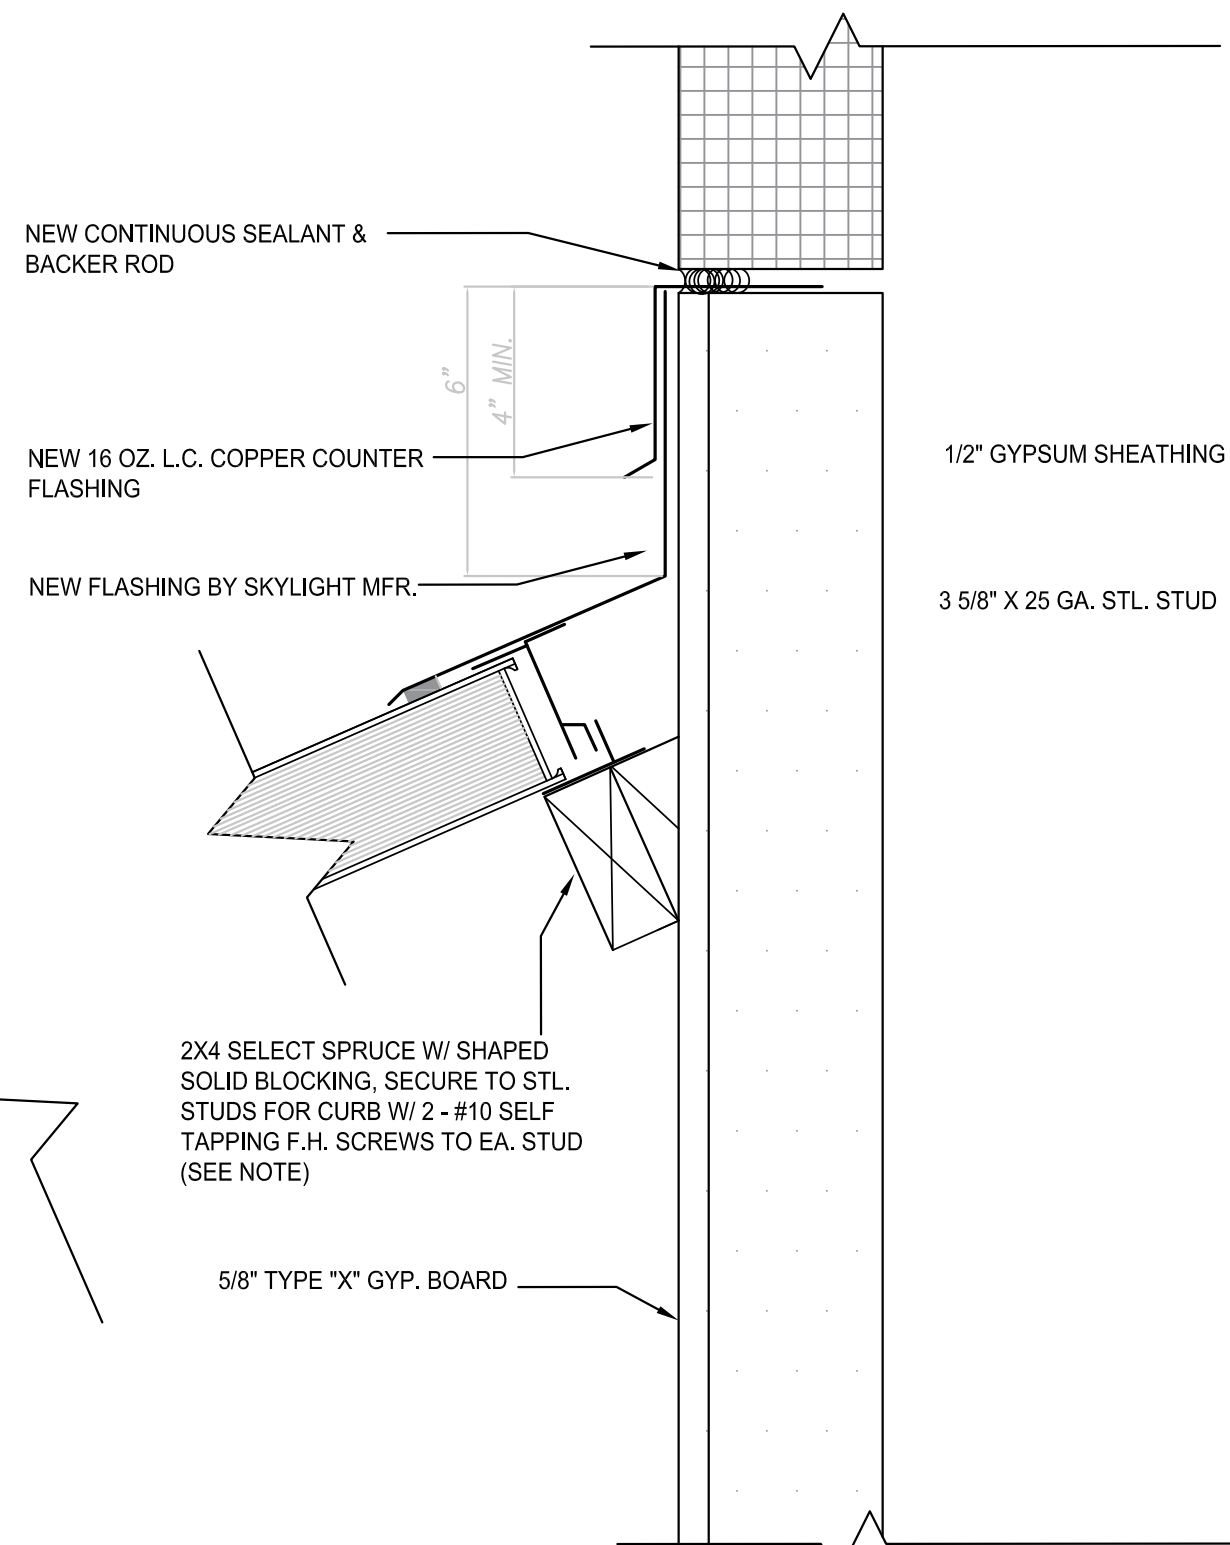 NEW CONTINUOUS SEALANT &
BACKER ROD
6"
4" MIN.
NEW 16 OZ. L.C. COPPER COUNTER
FLASHING
1/2" GYPSUM SHEATHING
NEW FLASHING BY SKYLIGHT MFR.
3 5/8" X 25 GA. STL. STUD
2X4 SELECT SPRUCE W/ SHAPED
SOLID BLOCKING, SECURE TO STL.
STUDS FOR CURB W/ 2 - #10 SELF
TAPPING F.H. SCREWS TO EA. STUD
(SEE NOTE)
5/8" TYPE "X" GYP. BOARD